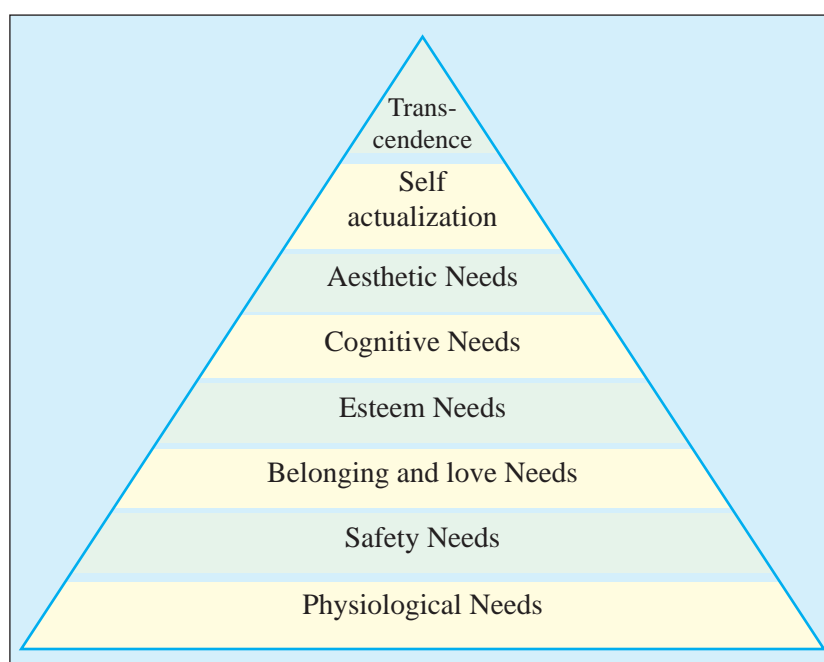 Trans-
cendence
Self
actualization
Aesthetic Needs
Cognitive Needs
Esteem Needs
Belonging and love Needs
Safety Needs
Physiological Needs